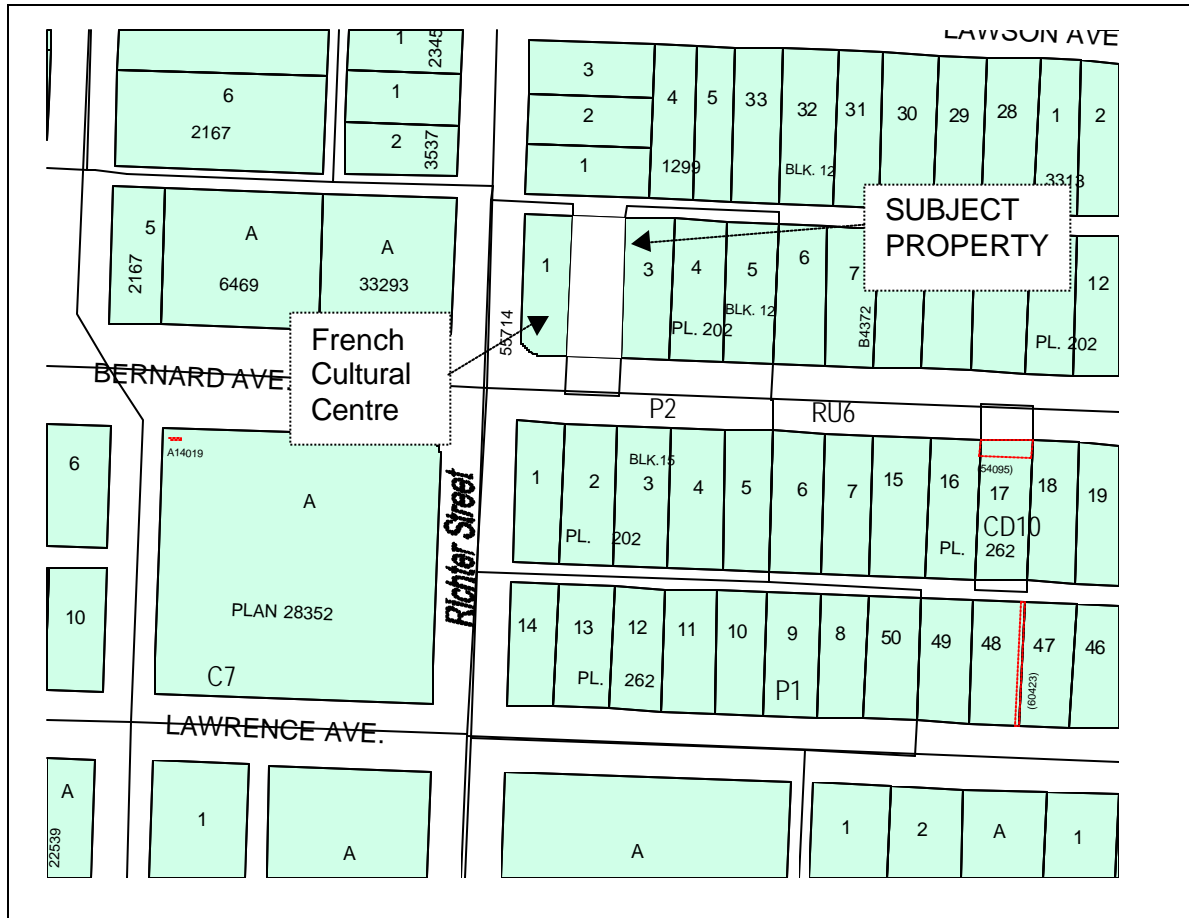 LAWSON AVE
1
2345
3
6
1
2
4
5
33
32
31
30
29
28
1
2
2167
2
3537
1
1299
BLK. 12
3313
SUBJECT
PROPERTY
5
2167
A
6469
A
33293
1
3
4
5
6
7
12
BLK. 12
PL. 202
B4372
PL. 202
55714
French
Cultural
Centre
BERNARD AVE.
P2
RU6
A14019
6
A
Richter Street
1
2
BLK.15
3
4
5
6
7
15
16
(54095)
17
18
19
CD10
PL. 202
PL. 262
10
PLAN 28352
C7
14
13
12
11
10
9
8
50
49
48
47
46
PL. 262
P1
(60423)
LAWRENCE AVE.
A
22539
1
A
A
1
2
A
1